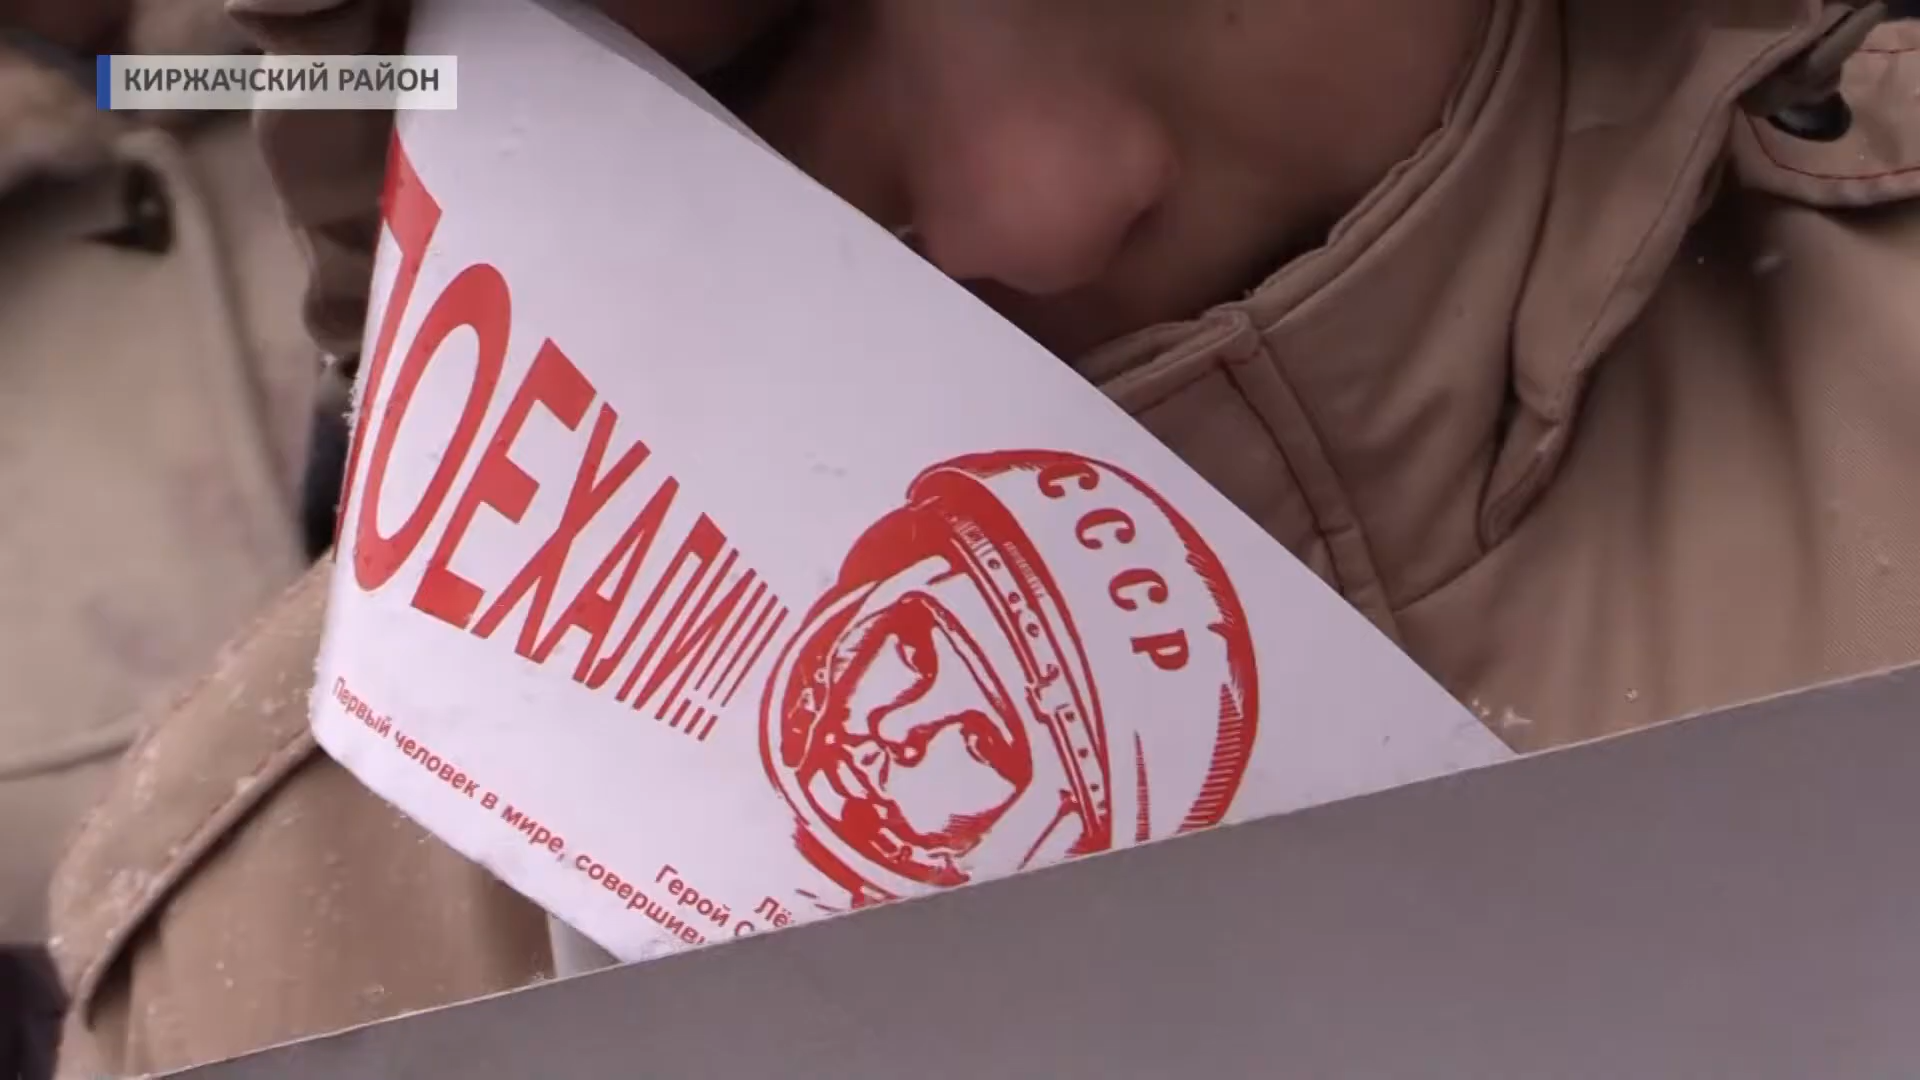 КИРЖАЧСКИЙ РАЙОН
ПОЕХАЛИ!!!
СССР
Первый человек в мире, совершивш
Герой С
Лё